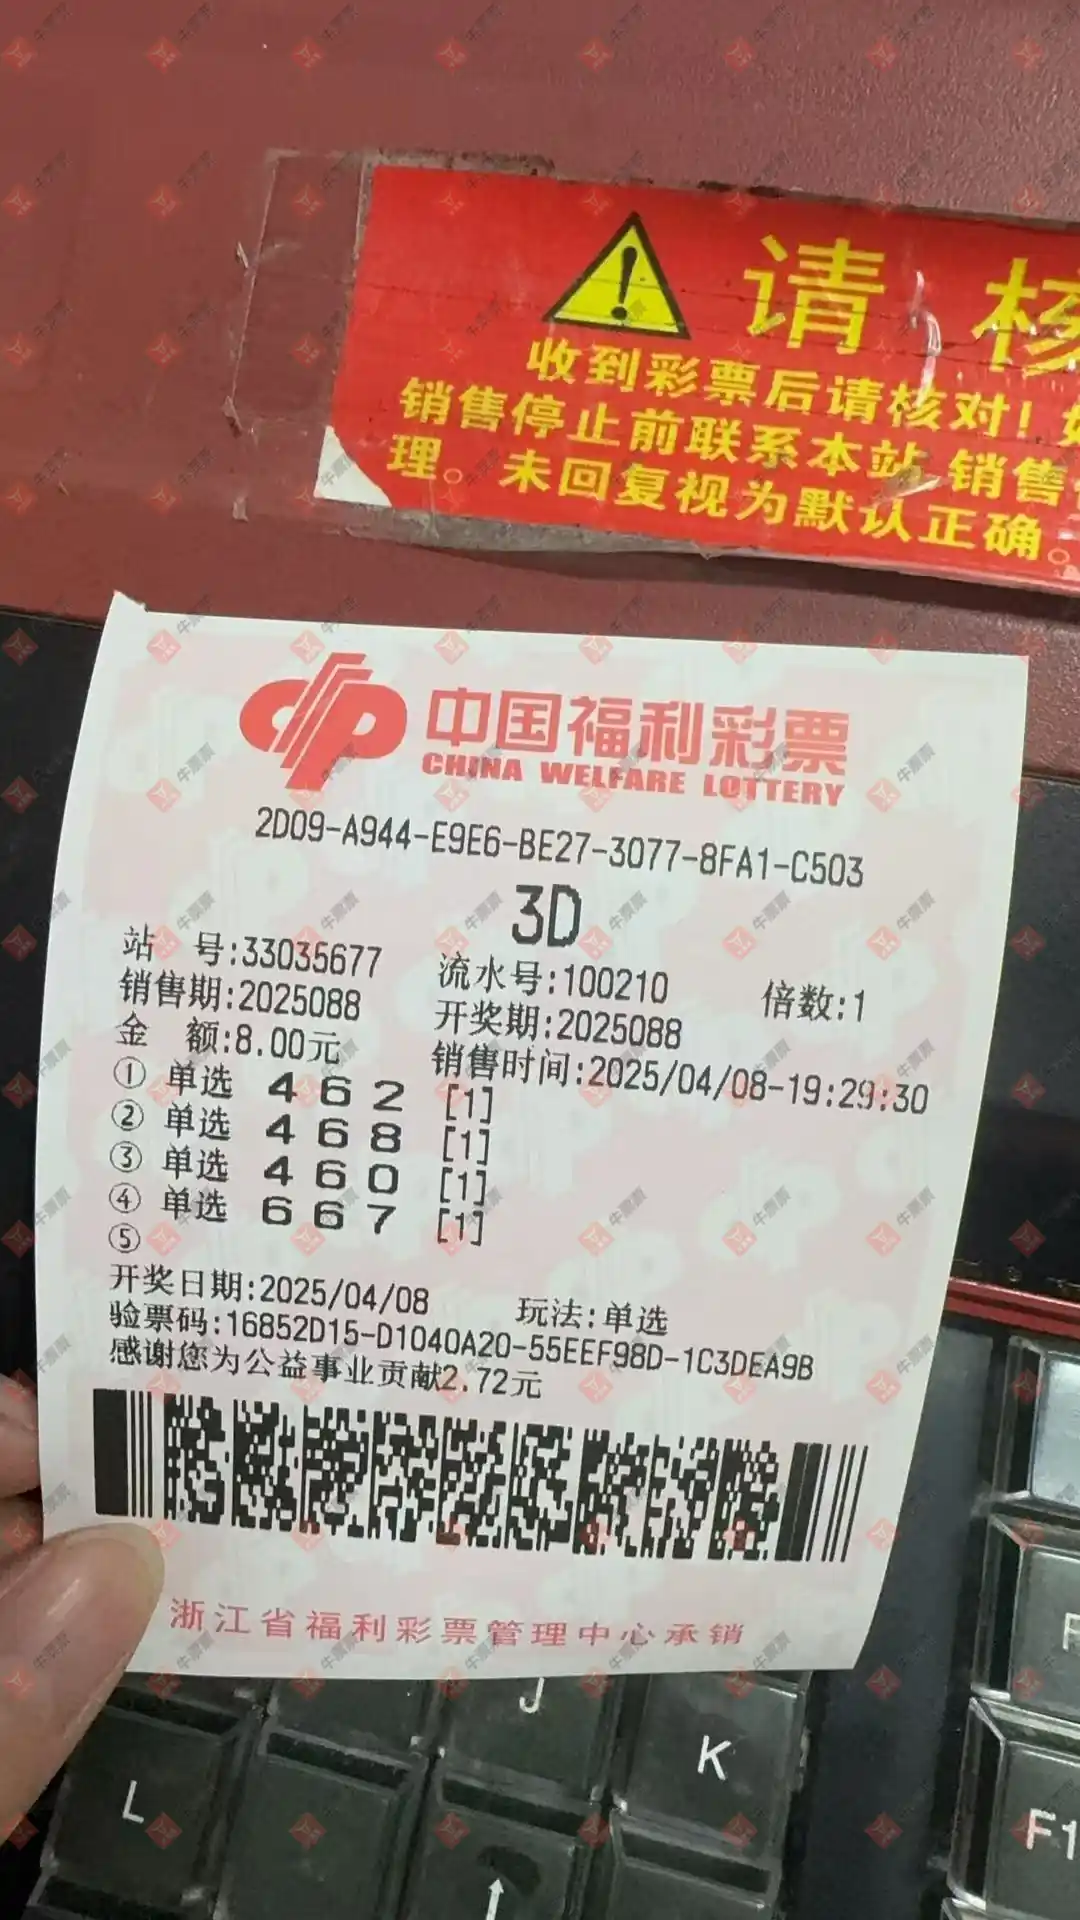 请核
收到彩票后请核对！如
销售停止前联系本站 销售
理。未回复视为默认正确。
中国福利彩票
CHINA WELFARE LOTTERY
2D09-A944-E9E6-BE27-3077-8FA1-C503
3D
站 号:33035677 流水号:100210 倍数:1
销售期:2025088 开奖期:2025088
金 额:8.00元 销售时间:2025/04/08-19:29:30
① 单选 4 6 2 [1]
② 单选 4 6 8 [1]
③ 单选 4 6 0 [1]
④ 单选 6 6 7 [1]
⑤
开奖日期:2025/04/08 玩法:单选
验票码:16852D15-D1040A20-55EEF98D-1C3DEA9B
感谢您为公益事业贡献2.72元
浙江省福利彩票管理中心承销
J
K
L
F1
牛票票